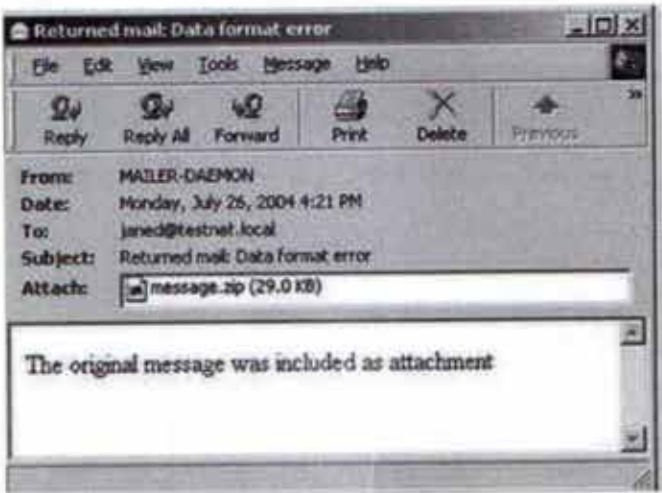 Returned mail: Data format error
File Edit View Tools Message Help
Reply Reply All Forward Print Delete Previous
From: MAILER-DAEMON
Date: Monday, July 26, 2004 4:21 PM
To: janed@testnet.local
Subject: Returned mail: Data format error
Attach: message.zip (29.0 KB)
The original message was included as attachment